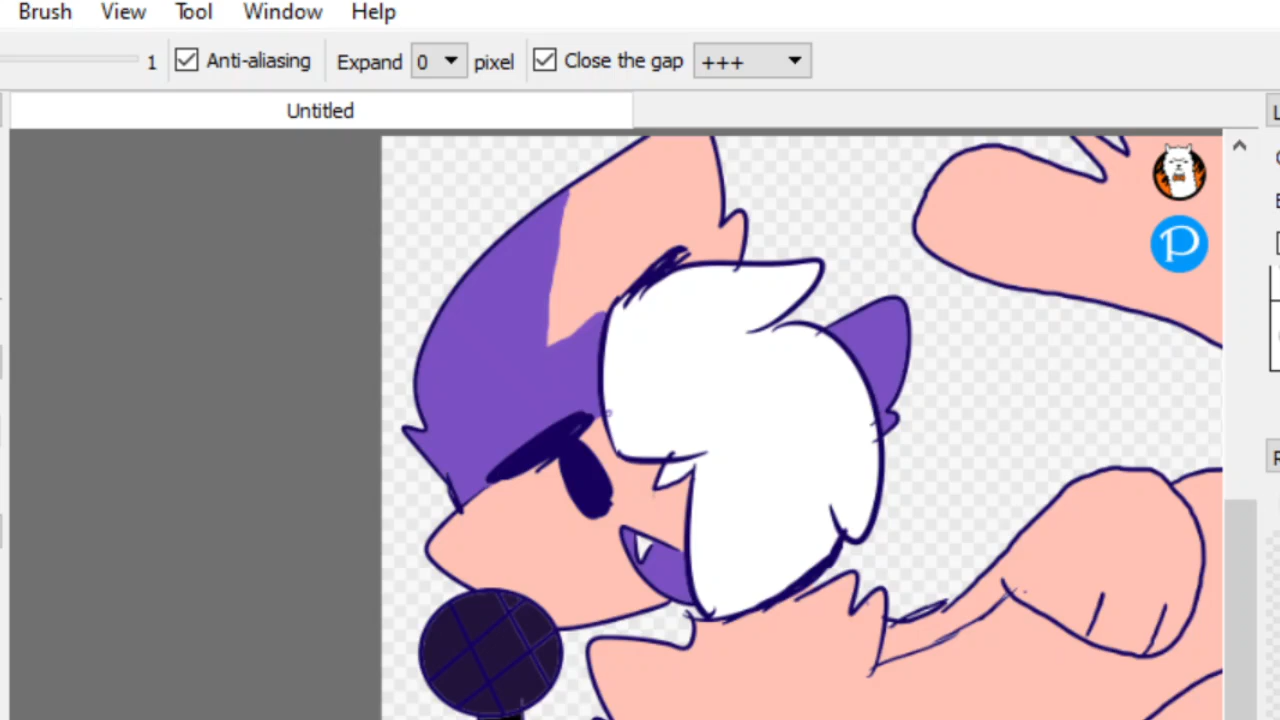 Brush View Tool Window Help
1 Anti-aliasing Expand 0 pixel Close the gap +++
Untitled
P